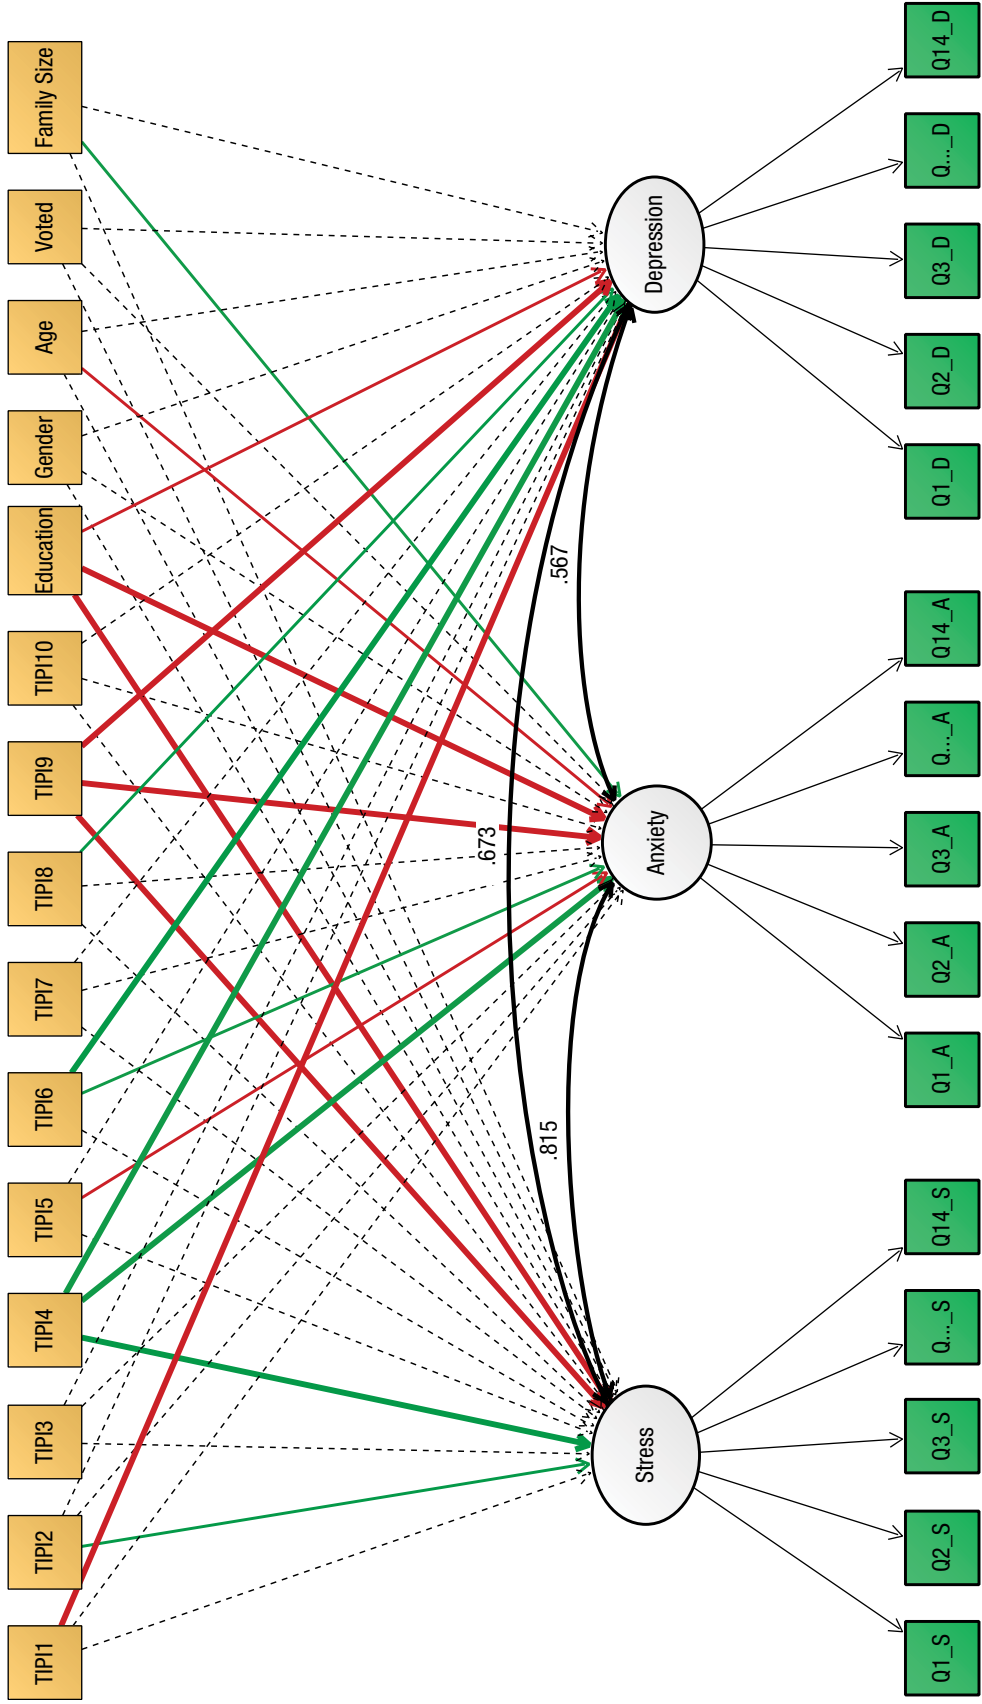 TIPI1
TIPI2
TIPI3
TIPI4
TIPI5
TIPI6
TIPI7
TIPI8
TIPI9
TIPI10
Education
Gender
Age
Voted
Family Size
.673
.815
.567
Stress
Anxiety
Depression
Q1_S
Q2_S
Q3_S
Q..._S
Q14_S
Q1_A
Q2_A
Q3_A
Q..._A
Q14_A
Q1_D
Q2_D
Q3_D
Q..._D
Q14_D